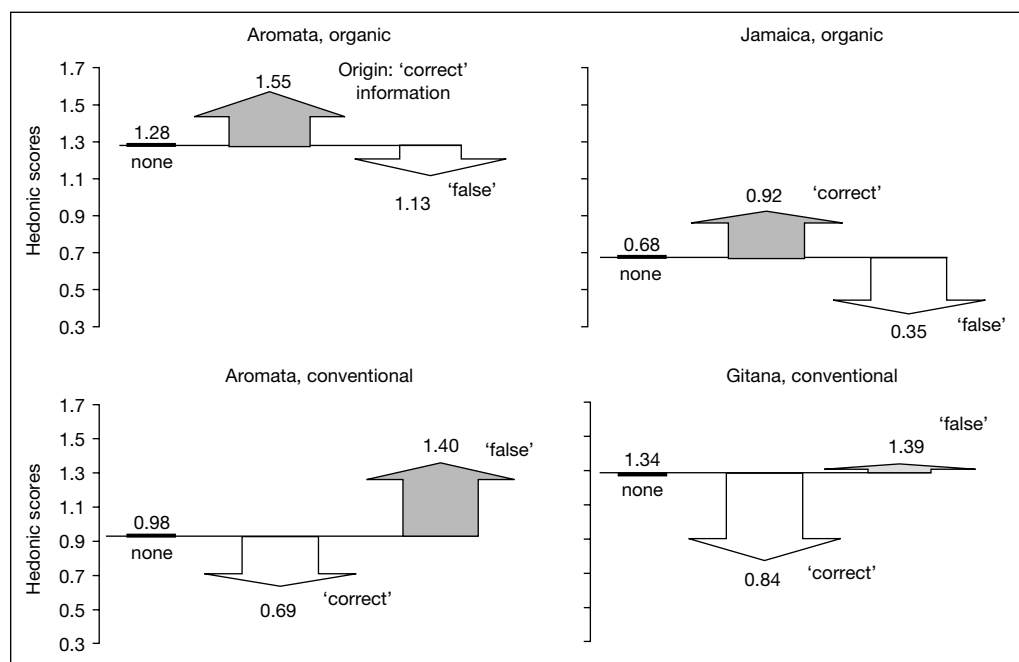 Aromata, organic
Hedonic scores
1.7
1.5
1.3
1.1
0.9
0.7
0.5
0.3
1.28
none
1.55
Origin: ‘correct’
information
‘false’
1.13
Jamaica, organic
0.68
none
0.92
‘correct’
0.35
‘false’
Aromata, conventional
Hedonic scores
1.7
1.5
1.3
1.1
0.9
0.7
0.5
0.3
0.98
none
0.69
‘correct’
1.40
‘false’
Gitana, conventional
1.34
none
0.84
‘correct’
1.39
‘false’